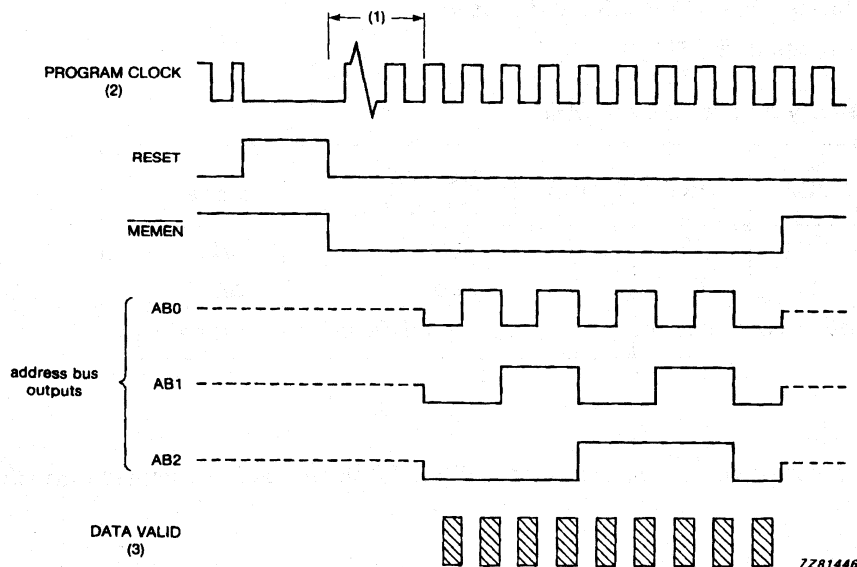 (1)
PROGRAM CLOCK
(2)
RESET
MEMEN
AB0
address bus
outputs
AB1
AB2
DATA VALID
(3)
7Z81446